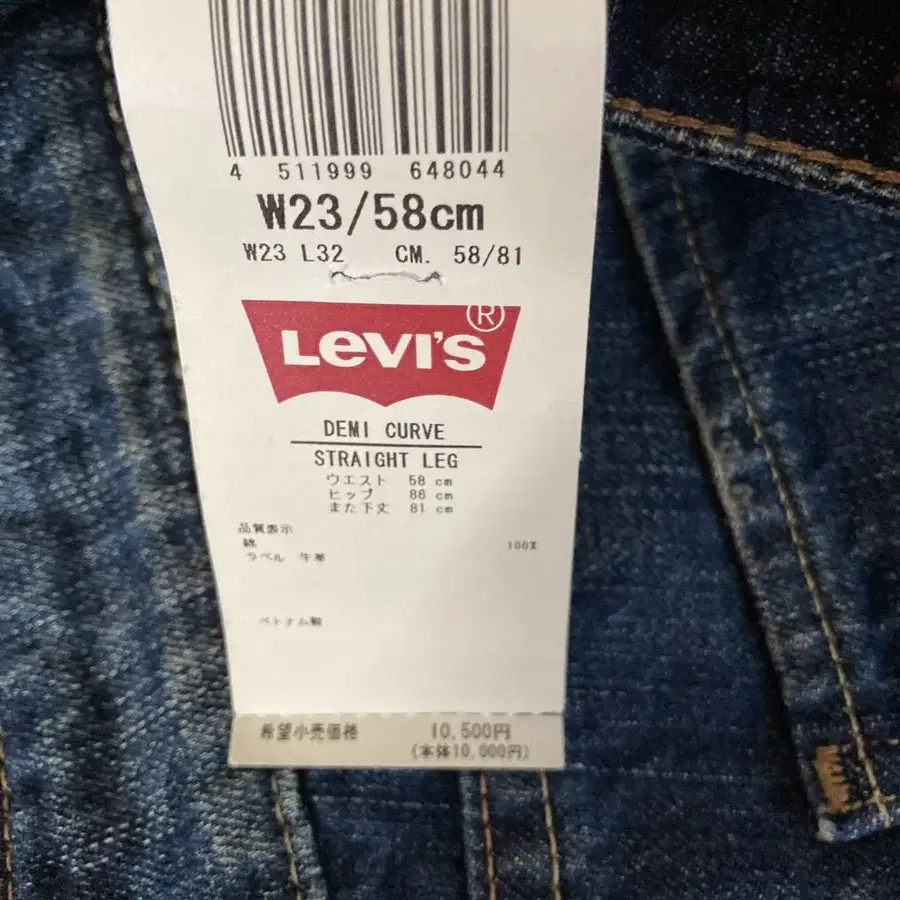 4 511999 648044
W23/58cm
W23 L32 CM. 58/81
LEVI'S®
DEMI CURVE
STRAIGHT LEG
ウエスト 58 cm
ヒップ 86 cm
また下丈 81 cm
品質表示
綿 100%
ラベル 牛革
ベトナム製
希望小売価格 10,500円
(本体10,000円)